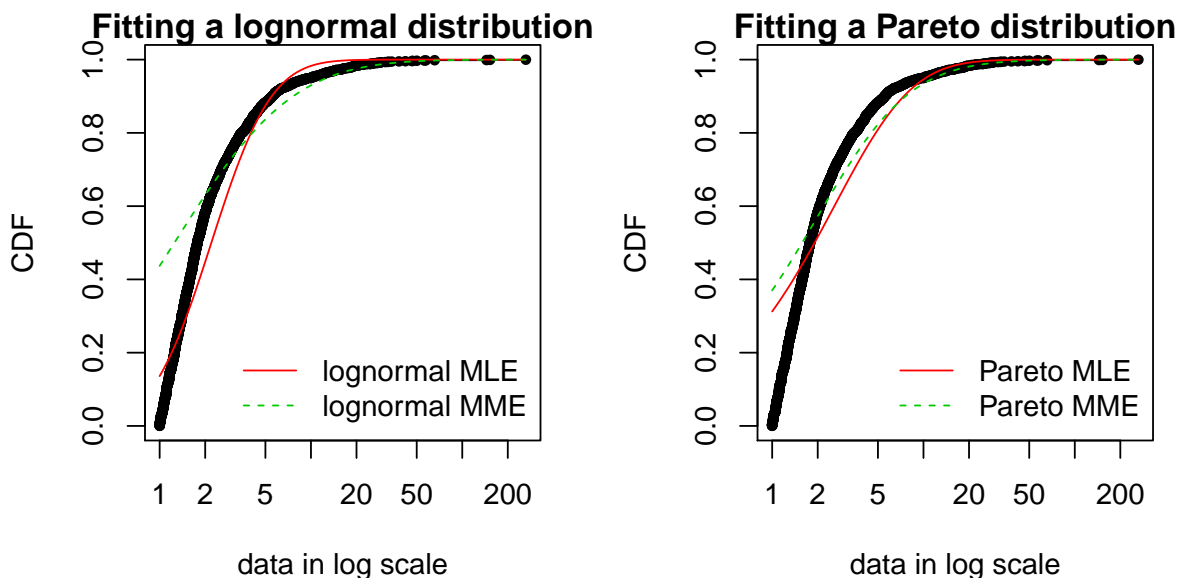 Fitting a lognormal distribution
CDF
1.0
0.8
0.6
0.4
0.2
0.0
lognormal MLE
lognormal MME
1 2 5 20 50 200
data in log scale
Fitting a Pareto distribution
CDF
1.0
0.8
0.6
0.4
0.2
0.0
Pareto MLE
Pareto MME
1 2 5 20 50 200
data in log scale